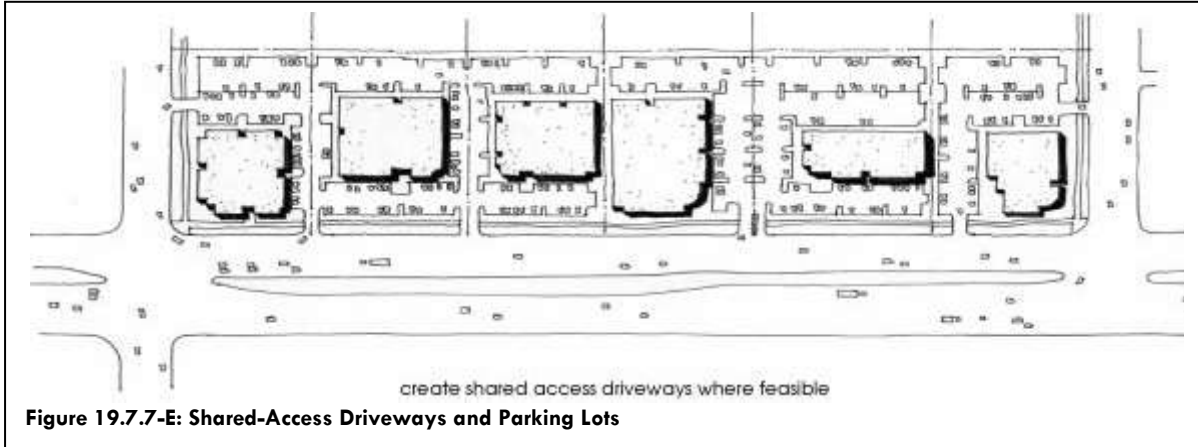 create shared access driveways where feasible
Figure 19.7.7-E: Shared-Access Driveways and Parking Lots